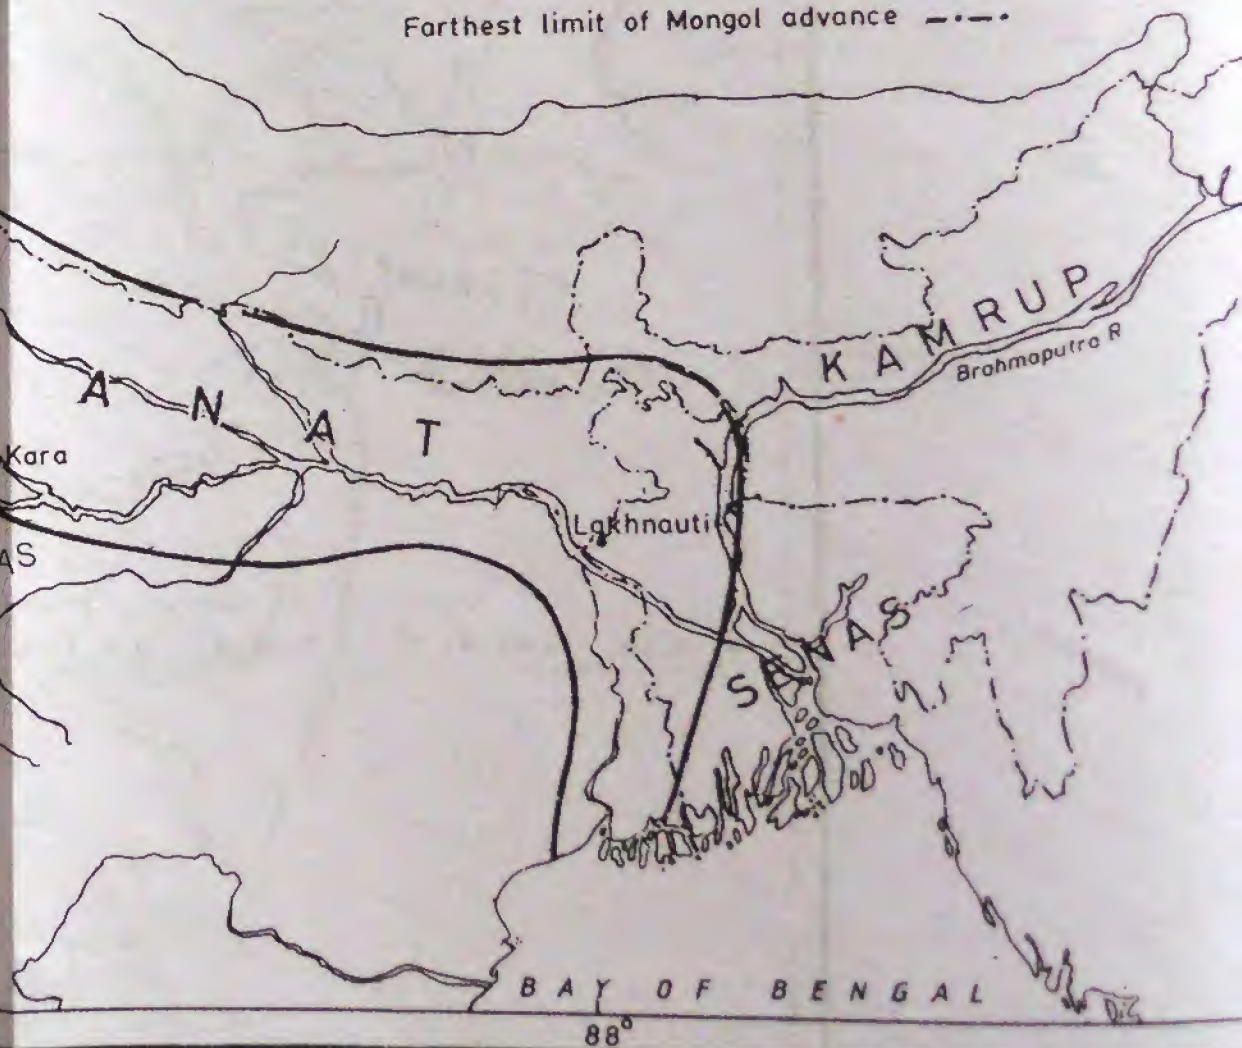 Farthest limit of Mongol advance
KAMRUP
Brahmaputra R
A N A T
Kara
Lakhnauti
AS
SENAS
BAY OF BENGAL
88°